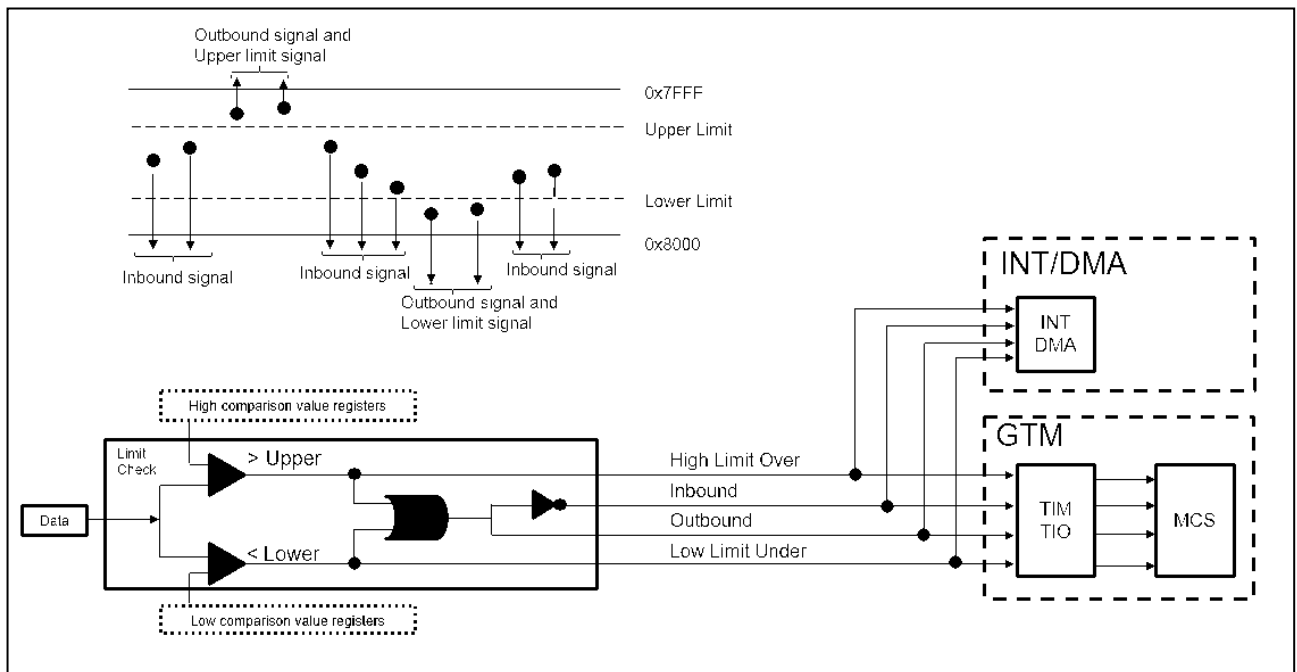 Outbound signal and
Upper limit signal
0x7FFF
Upper Limit
Lower Limit
0x8000
Inbound signal
Inbound signal
Inbound signal
Outbound signal and
Lower limit signal
INT/DMA
INT
DMA
High comparison value registers
Limit
Check
> Upper
< Lower
Data
Low comparison value registers
High Limit Over
Inbound
Outbound
Low Limit Under
GTM
TIM
TIO
MCS